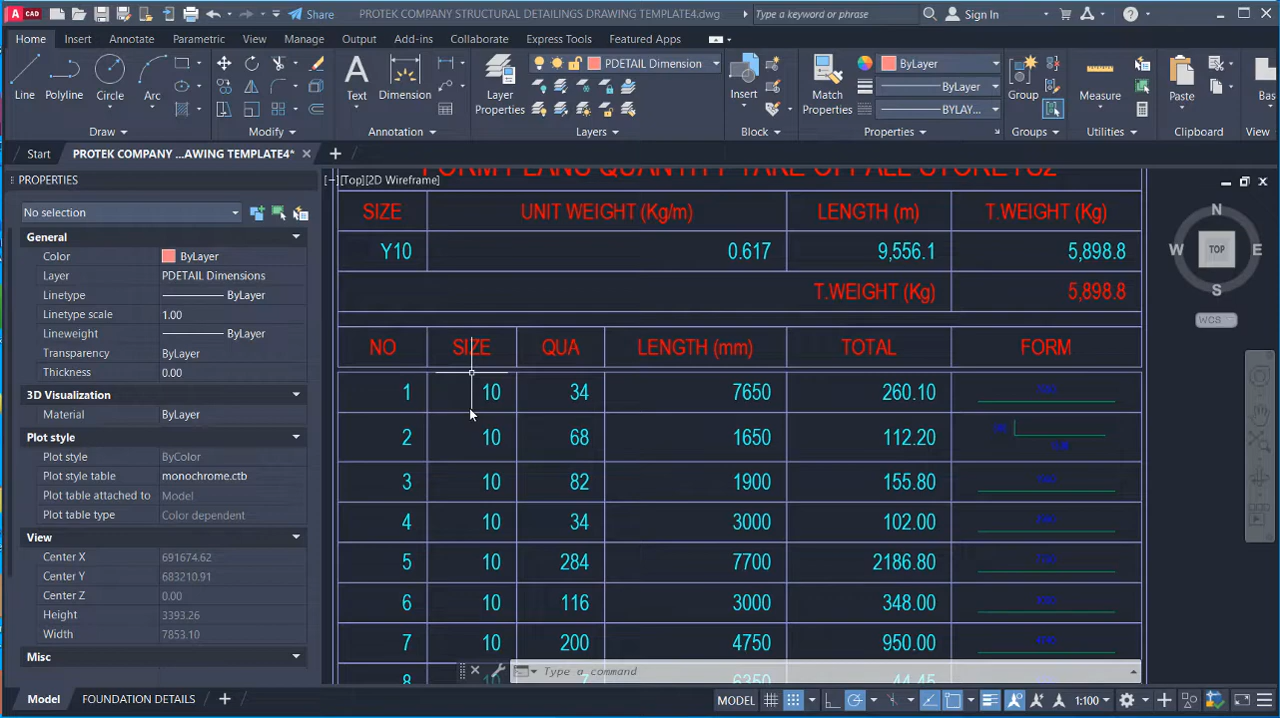 CAD
Share
PROTEK COMPANY STRUCTURAL DETAILINGS DRAWING TEMPLATE4.dwg
Type a keyword or phrase
Sign In
Home Insert Annotate Parametric View Manage Output Add-ins Collaborate Express Tools Featured Apps
Line Polyline Circle Arc
Text Dimension
Layer Properties
PDETAIL Dimension
Insert
Match Properties
ByLayer
ByLayer
BYLAY...
Group
Measure
Paste
Bas
Draw Modify Annotation Layers Block Properties Groups Utilities Clipboard View
Start PROTEK COMPANY ...AWING TEMPLATE4*
PROPERTIES
No selection
General
Color ByLayer
Layer PDETAIL Dimensions
Linetype ByLayer
Linetype scale 1.00
Lineweight ByLayer
Transparency ByLayer
Thickness 0.00
3D Visualization
Material ByLayer
Plot style
Plot style ByColor
Plot style table monochrome.ctb
Plot table attached to Model
Plot table type Color dependent
View
Center X 691674.62
Center Y 683210.91
Center Z 0.00
Height 3393.26
Width 7853.10
Misc
[−][Top][2D Wireframe]
SIZE UNIT WEIGHT (Kg/m) LENGTH (m) T.WEIGHT (Kg)
Y10 0.617 9,556.1 5,898.8
T.WEIGHT (Kg) 5,898.8
NO SIZE QUA LENGTH (mm) TOTAL FORM
1 10 34 7650 260.10
2 10 68 1650 112.20
3 10 82 1900 155.80
4 10 34 3000 102.00
5 10 284 7700 2186.80
6 10 116 3000 348.00
7 10 200 4750 950.00
8
N
W TOP E
S
WCS
Type a command
Model FOUNDATION DETAILS
MODEL
1:100